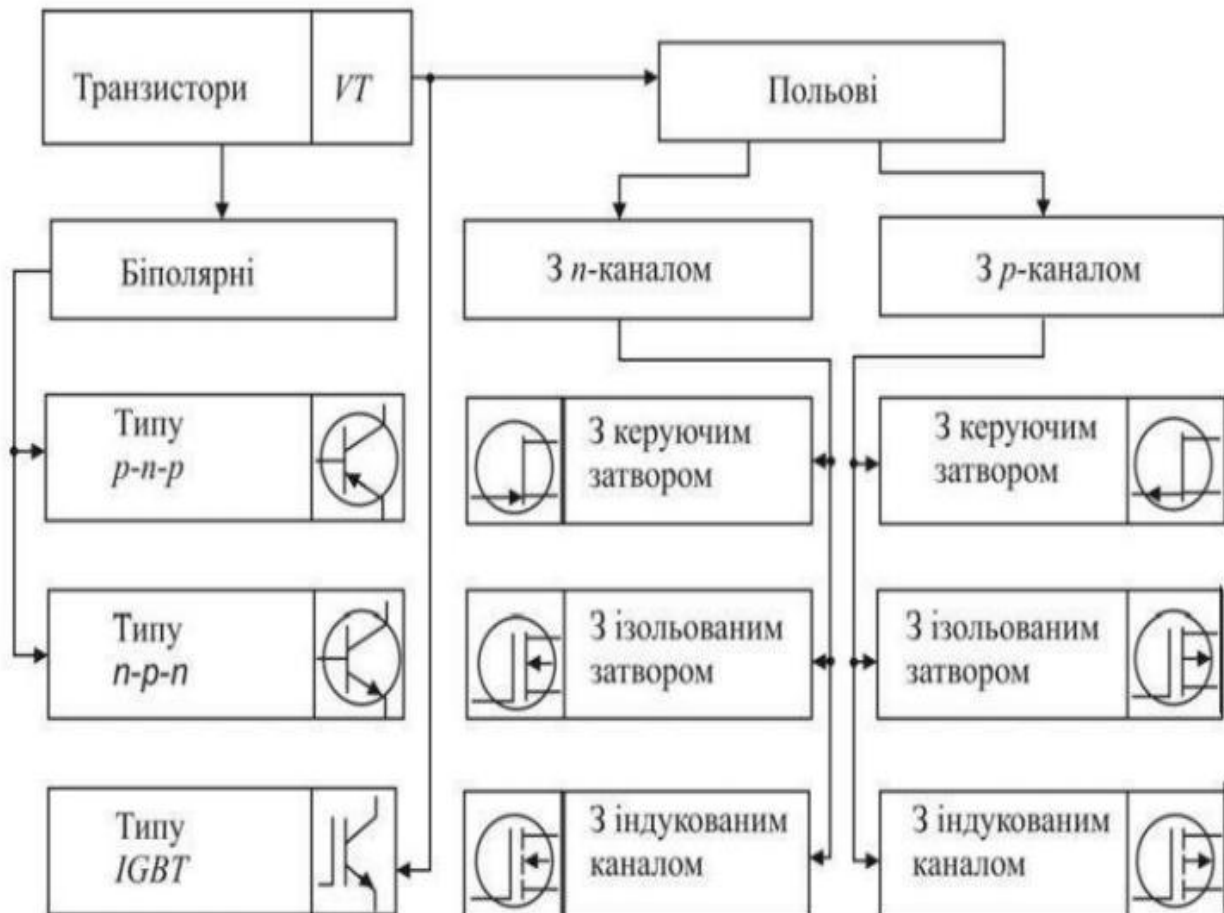 Транзистори
VT
Польові
Біполярні
З n-каналом
З p-каналом
Типу
p-n-p
З керуючим
затвором
З керуючим
затвором
Типу
n-p-n
З ізольованим
затвором
З ізольованим
затвором
Типу
IGBT
З індукованим
каналом
З індукованим
каналом